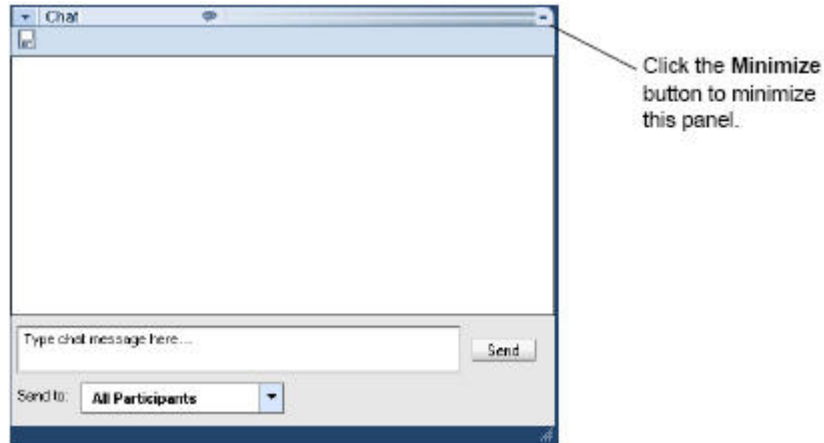 Chat
Click the Minimize
button to minimize
this panel.
Type chat message here...
Send
Send to:
All Participants